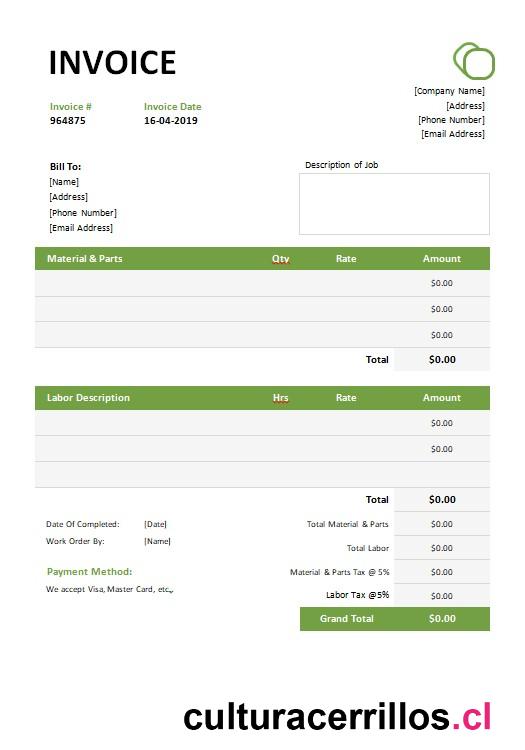 INVOICE
[Company Name]
Invoice # Invoice Date [Address]
964875 16-04-2019 [Phone Number]
[Email Address]
Bill To: Description of Job
[Name]
[Address]
[Phone Number]
[Email Address]
Material & Parts Qty Rate Amount
$0.00
$0.00
$0.00
Total $0.00
Labor Description Hrs Rate Amount
$0.00
$0.00
Total $0.00
Date Of Completed: [Date] Total Material & Parts $0.00
Work Order By: [Name] Total Labor $0.00
Payment Method: Material & Parts Tax @ 5% $0.00
We accept Visa, Master Card, etc., Labor Tax @5% $0.00
Grand Total $0.00
culturacerrillos.cl